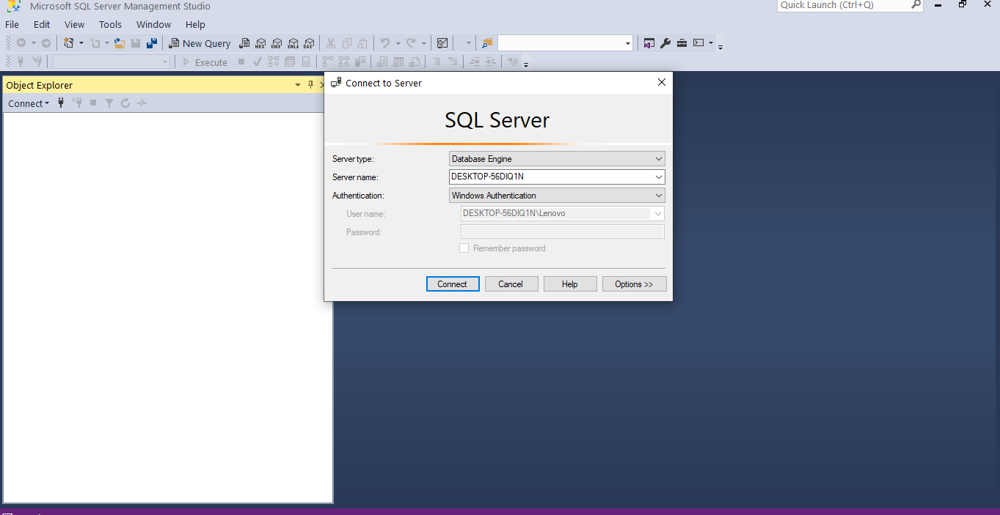 Microsoft SQL Server Management Studio
Quick Launch (Ctrl+Q)
File Edit View Tools Window Help
New Query MDX DMX XMLA DAX
Execute
Object Explorer
Connect
Connect to Server
SQL Server
Server type: Database Engine
Server name: DESKTOP-56DIQ1N
Authentication: Windows Authentication
User name: DESKTOP-56DIQ1N\Lenovo
Password:
Remember password
Connect Cancel Help Options >>